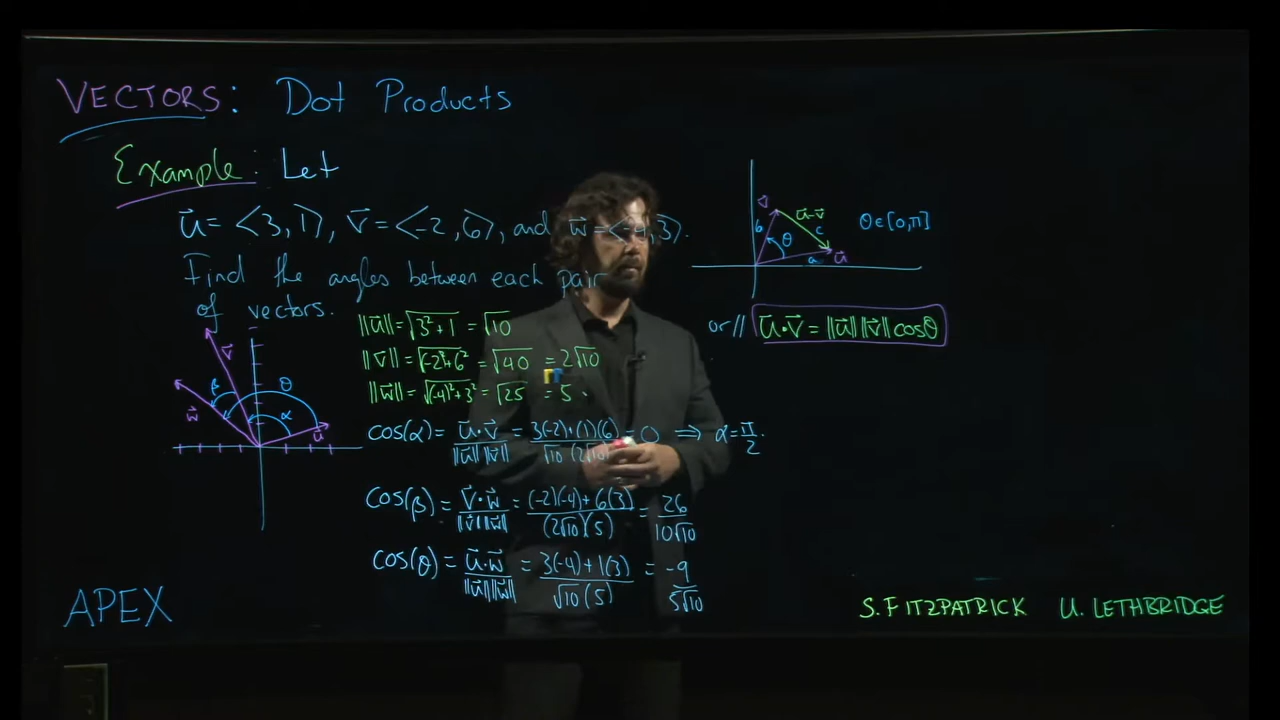 VECTORS: Dot Products
Example: Let
u⃗ = <3, 1>, v⃗ = <-2, 6>, and w⃗ = <-4, 3>.
Find the angles between each pair
of vectors.
||u⃗|| = √(3²+1) = √10
||v⃗|| = √(-2)²+6² = √40 = 2√10
||w⃗|| = √((-4)²+3²) = √25 = 5
cos(α) = u⃗·v⃗/||u⃗||||v⃗|| = 3(-2)+(1)(6)/√10(2√10) = 0 ⇒ α = π/2.
cos(β) = v⃗·w⃗/||v⃗||||w⃗|| = (-2)(-4)+6(3)/(2√10)(5) = 26/10√10
cos(θ) = u⃗·w⃗/||u⃗||||w⃗|| = 3(-4)+1(3)/√10(5) = -9/5√10
v⃗
β
θ
w⃗
α
u⃗
v⃗
u⃗-v⃗
θ∈[0,π]
b
c
θ
a
u⃗
or // u⃗·v⃗ = ||u⃗|| ||v⃗|| cosθ
APEX
S. FITZPATRICK U. LETHBRIDGE